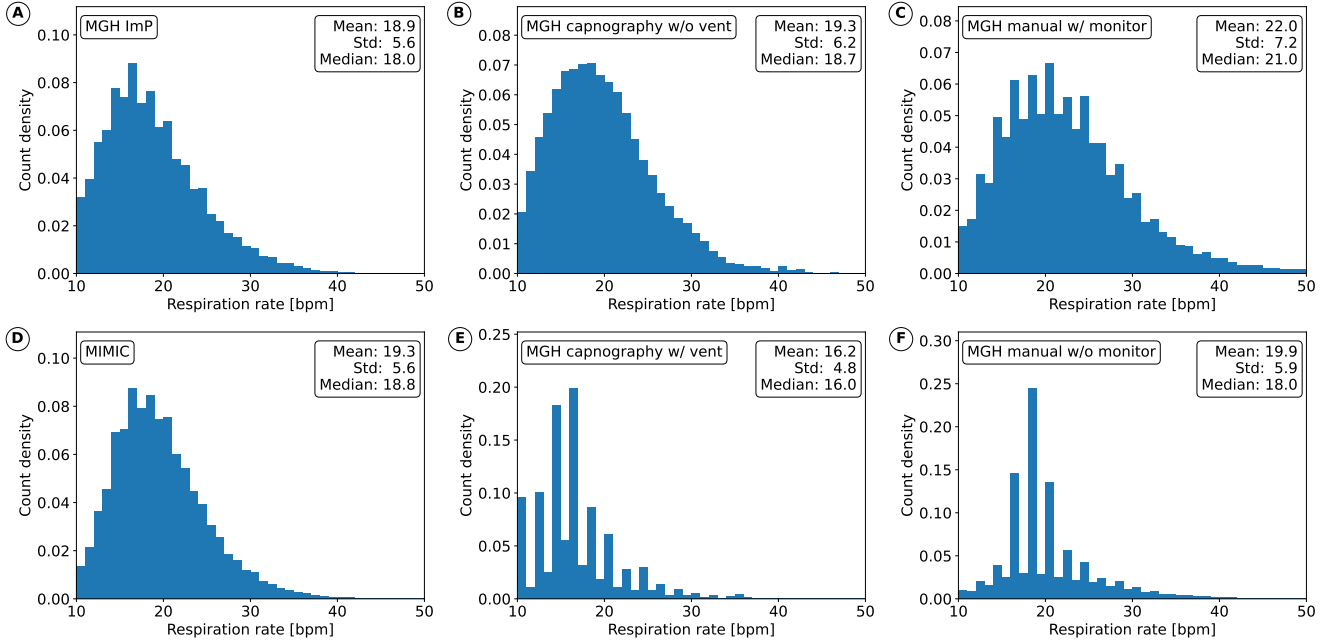 A
MGH ImP
Mean: 18.9
Std: 5.6
Median: 18.0
0.10
0.08
0.06
0.04
0.02
0.00
Count density
10 20 30 40 50
Respiration rate [bpm]
B
MGH capnography w/o vent
Mean: 19.3
Std: 6.2
Median: 18.7
0.08
0.07
0.06
0.05
0.04
0.03
0.02
0.01
0.00
Count density
10 20 30 40 50
Respiration rate [bpm]
C
MGH manual w/ monitor
Mean: 22.0
Std: 7.2
Median: 21.0
0.08
0.07
0.06
0.05
0.04
0.03
0.02
0.01
0.00
Count density
10 20 30 40 50
Respiration rate [bpm]
D
MIMIC
Mean: 19.3
Std: 5.6
Median: 18.8
0.10
0.08
0.06
0.04
0.02
0.00
Count density
10 20 30 40 50
Respiration rate [bpm]
E
MGH capnography w/ vent
Mean: 16.2
Std: 4.8
Median: 16.0
0.25
0.20
0.15
0.10
0.05
0.00
Count density
10 20 30 40 50
Respiration rate [bpm]
F
MGH manual w/o monitor
Mean: 19.9
Std: 5.9
Median: 18.0
0.30
0.25
0.20
0.15
0.10
0.05
0.00
Count density
10 20 30 40 50
Respiration rate [bpm]